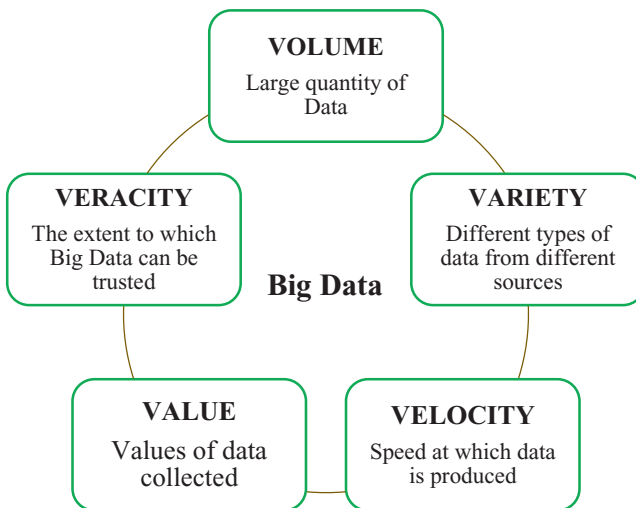 VOLUME
Large quantity of
Data
VARIETY
Different types of
data from different
sources
VELOCITY
Speed at which data
is produced
VALUE
Values of data
collected
VERACITY
The extent to which
Big Data can be
trusted
Big Data